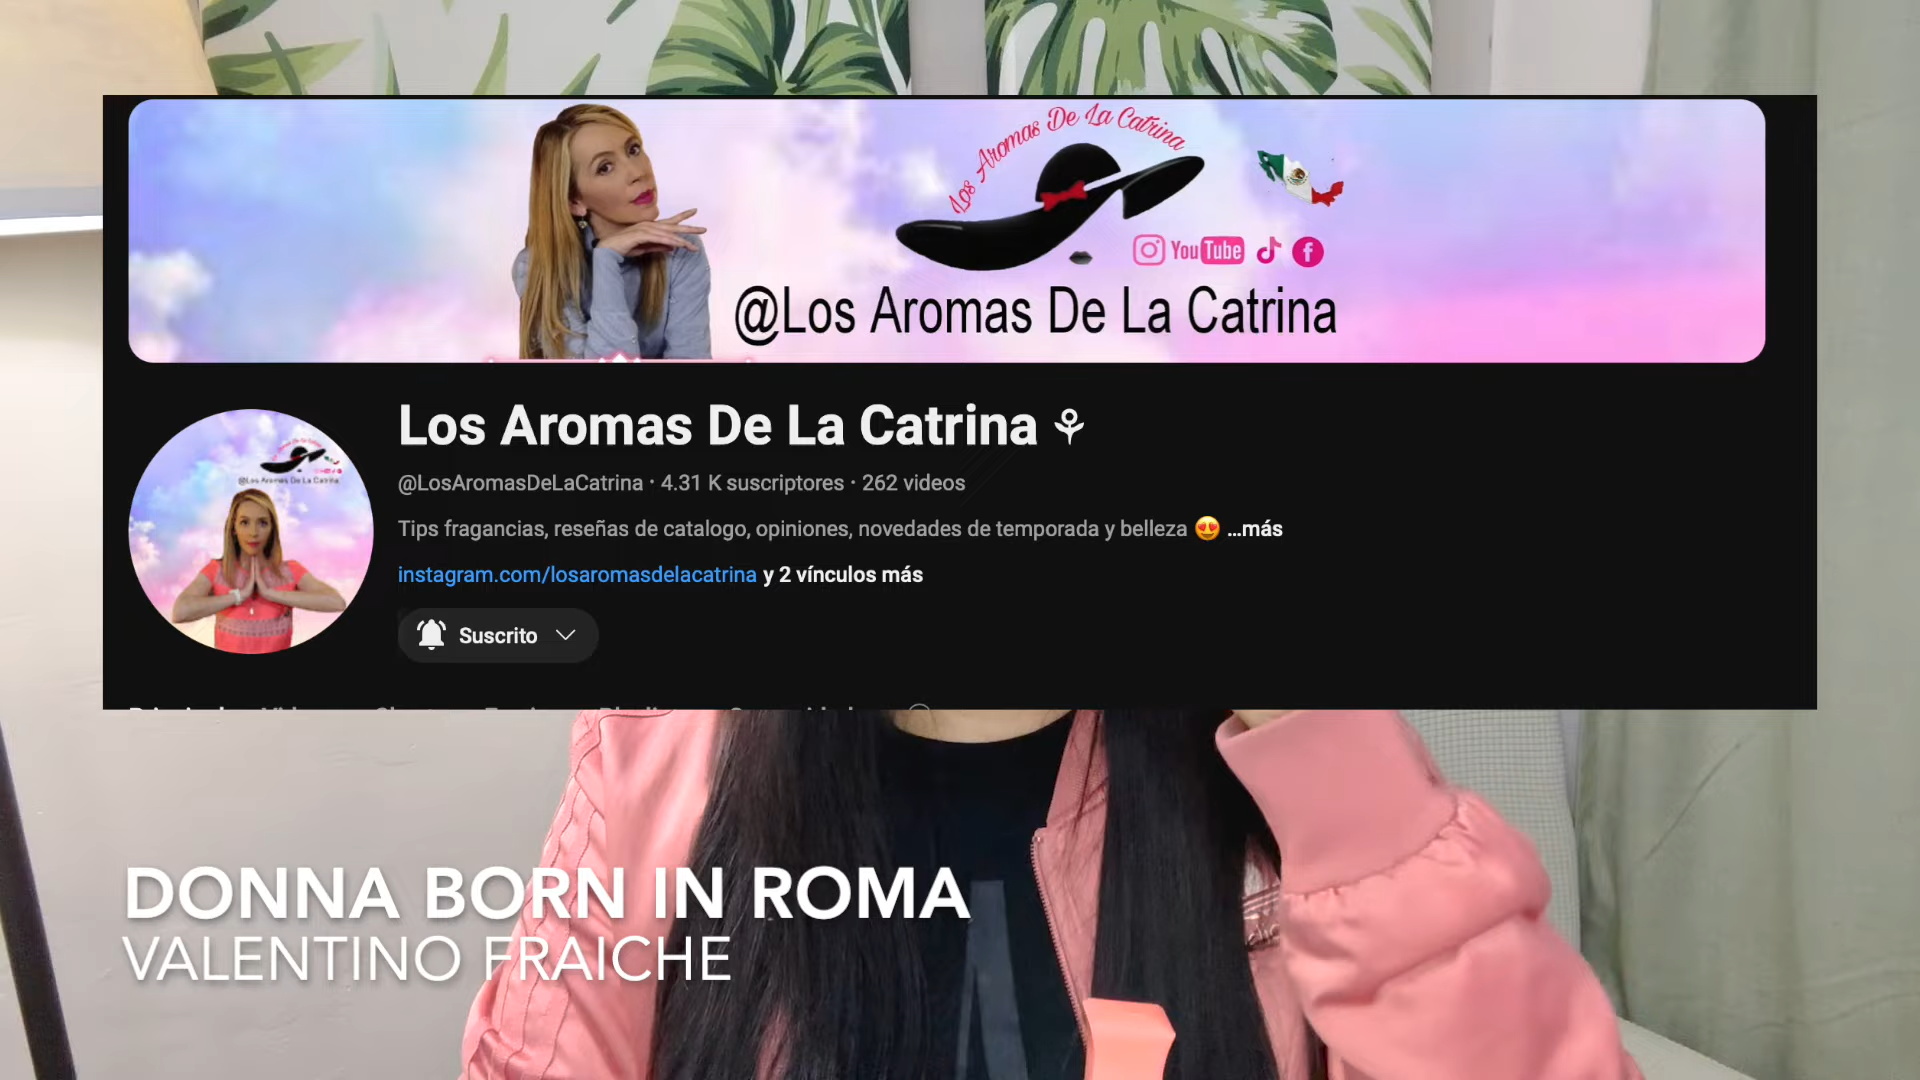 Los Aromas De La Catrina
YouTube
@Los Aromas De La Catrina
Los Aromas De La Catrina
@LosAromasDeLaCatrina · 4.31 K suscriptores · 262 videos
Tips fragancias, reseñas de catalogo, opiniones, novedades de temporada y belleza 😍 ...más
instagram.com/losaromasdelacatrina y 2 vínculos más
Suscrito
DONNA BORN IN ROMA
VALENTINO FRAICHE